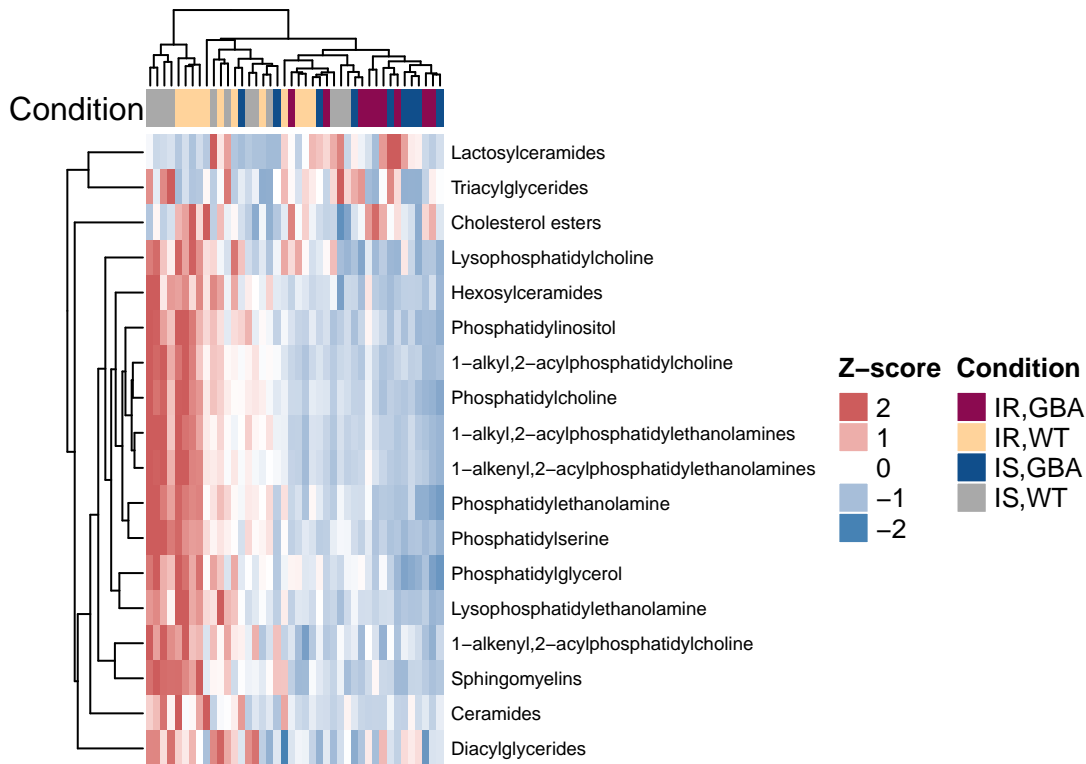 Condition
Lactosylceramides
Triacylglycerides
Cholesterol esters
Lysophosphatidylcholine
Hexosylceramides
Phosphatidylinositol
1−alkyl,2−acylphosphatidylcholine
Phosphatidylcholine
1−alkyl,2−acylphosphatidylethanolamines
1−alkenyl,2−acylphosphatidylethanolamines
Phosphatidylethanolamine
Phosphatidylserine
Phosphatidylglycerol
Lysophosphatidylethanolamine
1−alkenyl,2−acylphosphatidylcholine
Sphingomyelins
Ceramides
Diacylglycerides
Z−score
2
1
0
−1
−2
Condition
IR,GBA
IR,WT
IS,GBA
IS,WT